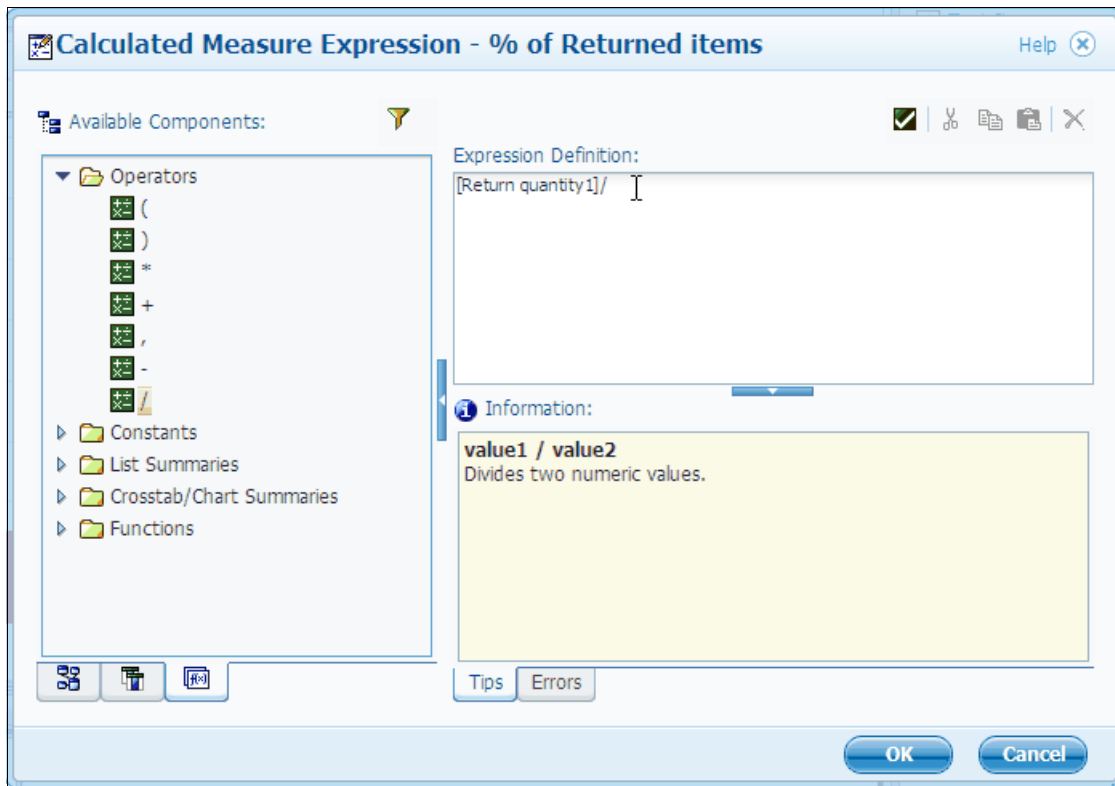 Calculated Measure Expression - % of Returned items
Help
Available Components:
Operators
(
)
*
+
,
-
/
Constants
List Summaries
Crosstab/Chart Summaries
Functions
f(x)
Expression Definition:
[Return quantity1]/
Information:
value1 / value2
Divides two numeric values.
Tips
Errors
OK
Cancel